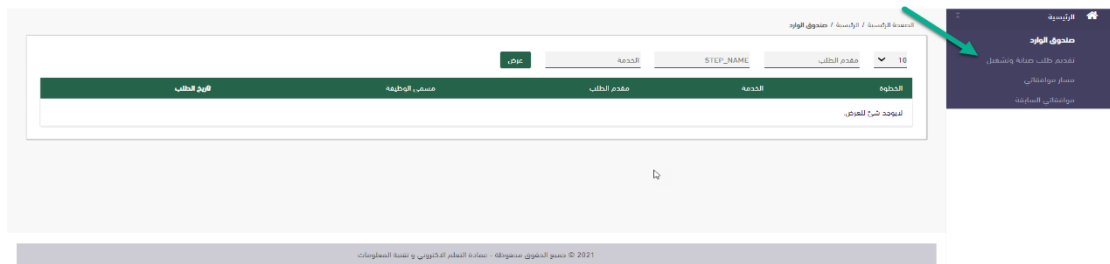 الرئيسية
صندوق الوارد
تقديم طلب صيانة وتشغيل
مسار موافقاتي
موافقاتي السابقة
الصفحة الرئيسية / الرئيسية / صندوق الوارد
10 مقدم الطلب STEP_NAME الخدمة عرض
الخطوة الخدمة مقدم الطلب مسمى الوظيفة تاريخ الطلب
لايوجد شئ للعرض.
2021 © جميع الحقوق محفوظة - عمادة التعلم الالكتروني و تقنية المعلومات